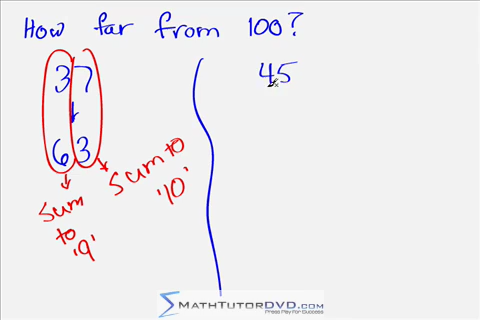 How far from 100?
37
63
sum to '9'
sum to '10'
45
MATHTUTORDVD.COM
Press Play For Success